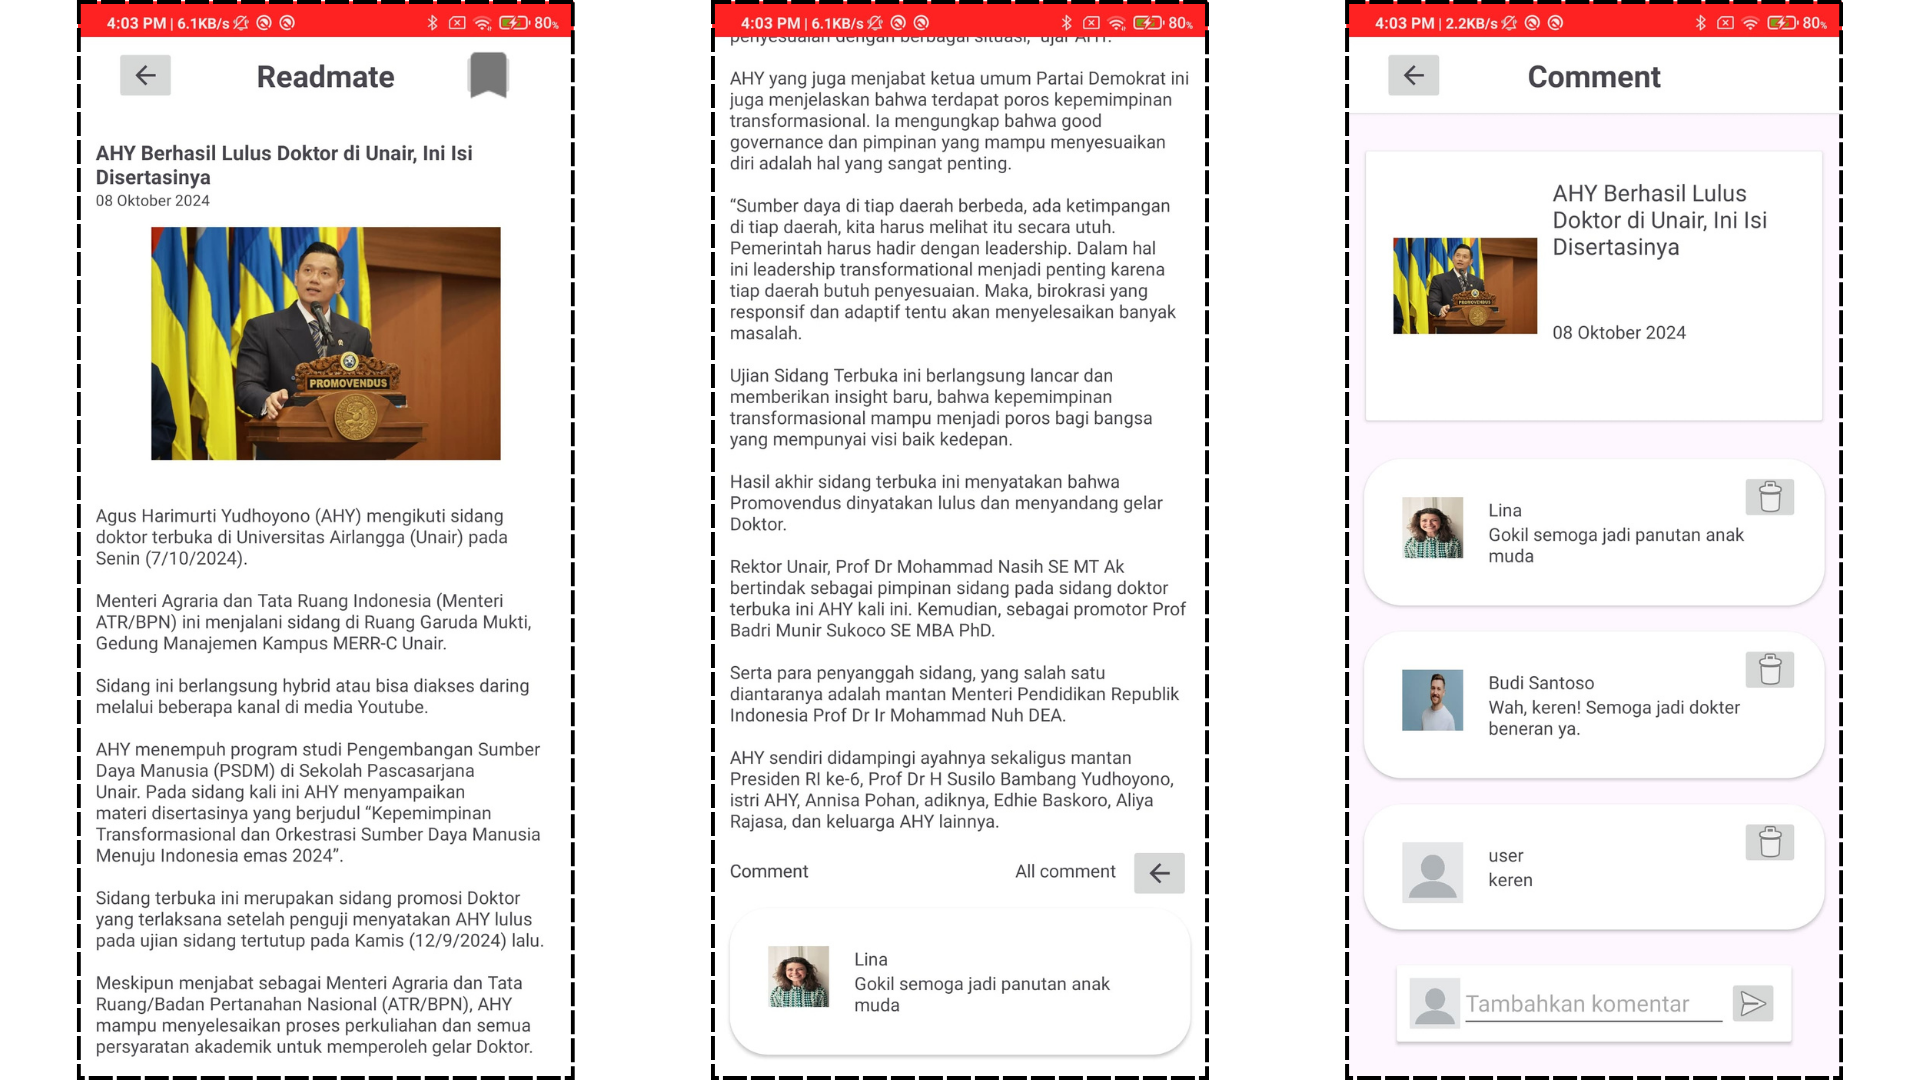 4:03 PM | 6.1KB/s
80%
Readmate
AHY Berhasil Lulus Doktor di Unair, Ini Isi
Disertasinya
08 Oktober 2024
PROMOVENDUS
Agus Harimurti Yudhoyono (AHY) mengikuti sidang
doktor terbuka di Universitas Airlangga (Unair) pada
Senin (7/10/2024).
Menteri Agraria dan Tata Ruang Indonesia (Menteri
ATR/BPN) ini menjalani sidang di Ruang Garuda Mukti,
Gedung Manajemen Kampus MERR-C Unair.
Sidang ini berlangsung hybrid atau bisa diakses daring
melalui beberapa kanal di media Youtube.
AHY menempuh program studi Pengembangan Sumber
Daya Manusia (PSDM) di Sekolah Pascasarjana
Unair. Pada sidang kali ini AHY menyampaikan
materi disertasinya yang berjudul “Kepemimpinan
Transformasional dan Orkestrasi Sumber Daya Manusia
Menuju Indonesia emas 2024”.
Sidang terbuka ini merupakan sidang promosi Doktor
yang terlaksana setelah penguji menyatakan AHY lulus
pada ujian sidang tertutup pada Kamis (12/9/2024) lalu.
Meskipun menjabat sebagai Menteri Agraria dan Tata
Ruang/Badan Pertanahan Nasional (ATR/BPN), AHY
mampu menyelesaikan proses perkuliahan dan semua
persyaratan akademik untuk memperoleh gelar Doktor.
4:03 PM | 6.1KB/s
80%
penyesuaian dengan berbagai situasi,” ujar AHY.
AHY yang juga menjabat ketua umum Partai Demokrat ini
juga menjelaskan bahwa terdapat poros kepemimpinan
transformasional. Ia mengungkap bahwa good
governance dan pimpinan yang mampu menyesuaikan
diri adalah hal yang sangat penting.
“Sumber daya di tiap daerah berbeda, ada ketimpangan
di tiap daerah, kita harus melihat itu secara utuh.
Pemerintah harus hadir dengan leadership. Dalam hal
ini leadership transformational menjadi penting karena
tiap daerah butuh penyesuaian. Maka, birokrasi yang
responsif dan adaptif tentu akan menyelesaikan banyak
masalah.
Ujian Sidang Terbuka ini berlangsung lancar dan
memberikan insight baru, bahwa kepemimpinan
transformasional mampu menjadi poros bagi bangsa
yang mempunyai visi baik kedepan.
Hasil akhir sidang terbuka ini menyatakan bahwa
Promovendus dinyatakan lulus dan menyandang gelar
Doktor.
Rektor Unair, Prof Dr Mohammad Nasih SE MT Ak
bertindak sebagai pimpinan sidang pada sidang doktor
terbuka ini AHY kali ini. Kemudian, sebagai promotor Prof
Badri Munir Sukoco SE MBA PhD.
Serta para penyanggah sidang, yang salah satu
diantaranya adalah mantan Menteri Pendidikan Republik
Indonesia Prof Dr Ir Mohammad Nuh DEA.
AHY sendiri didampingi ayahnya sekaligus mantan
Presiden RI ke-6, Prof Dr H Susilo Bambang Yudhoyono,
istri AHY, Annisa Pohan, adiknya, Edhie Baskoro, Aliya
Rajasa, dan keluarga AHY lainnya.
Comment
All comment
Lina
Gokil semoga jadi panutan anak
muda
4:03 PM | 2.2KB/s
80%
Comment
AHY Berhasil Lulus
Doktor di Unair, Ini Isi
Disertasinya
PROMOVENDUS
08 Oktober 2024
Lina
Gokil semoga jadi panutan anak
muda
Budi Santoso
Wah, keren! Semoga jadi dokter
beneran ya.
user
keren
Tambahkan komentar